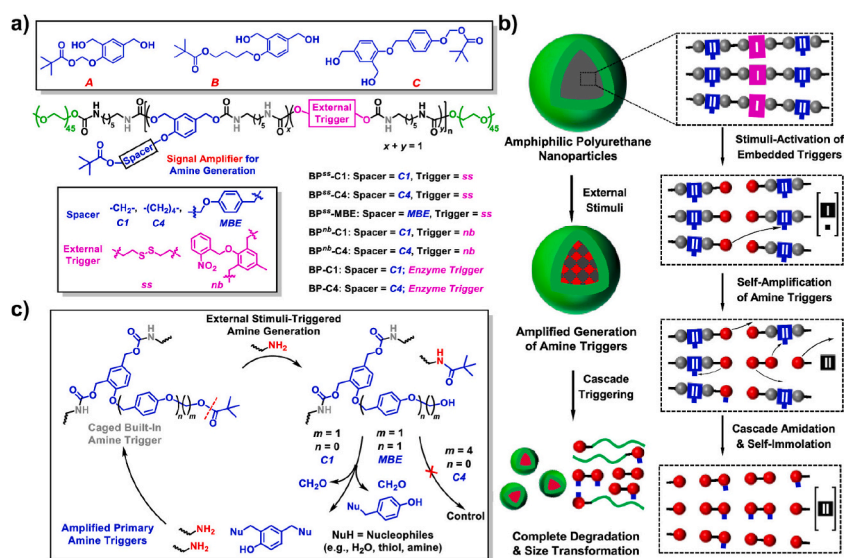 a)
HO
OH
A
OH
OH
B
HO
OH
C
45
x
n
External
Trigger
x + y = 1
45
Spacer
Signal Amplifier for
Amine Generation
Spacer
-CH2-,
-(CH2)4-,
C1
C4
MBE
External
Trigger
ss
NO2
nb
BPss-C1: Spacer = C1, Trigger = ss
BPss-C4: Spacer = C4, Trigger = ss
BPss-MBE: Spacer = MBE, Trigger = ss
BPnb-C1: Spacer = C1, Trigger = nb
BPnb-C4: Spacer = C4, Trigger = nb
BP-C1: Spacer = C1; Enzyme Trigger
BP-C4: Spacer = C4; Enzyme Trigger
b)
Amphiphilic Polyurethane
Nanoparticles
External
Stimuli
Amplified Generation
of Amine Triggers
Cascade
Triggering
Complete Degradation
& Size Transformation
Stimuli-Activation of
Embedded Triggers
Self-Amplification
of Amine Triggers
Cascade Amidation
& Self-Immolation
c)
External Stimuli-Triggered
Amine Generation
NH2
Caged Built-In
Amine Trigger
m = 1
n = 0
C1
m = 1
n = 1
MBE
m = 4
n = 0
C4
CH2O
CH2O
Control
OH
Nu
Amplified Primary
Amine Triggers
NH2
NH2
Nu
Nu
HO
NuH = Nucleophiles
(e.g., H2O, thiol, amine)